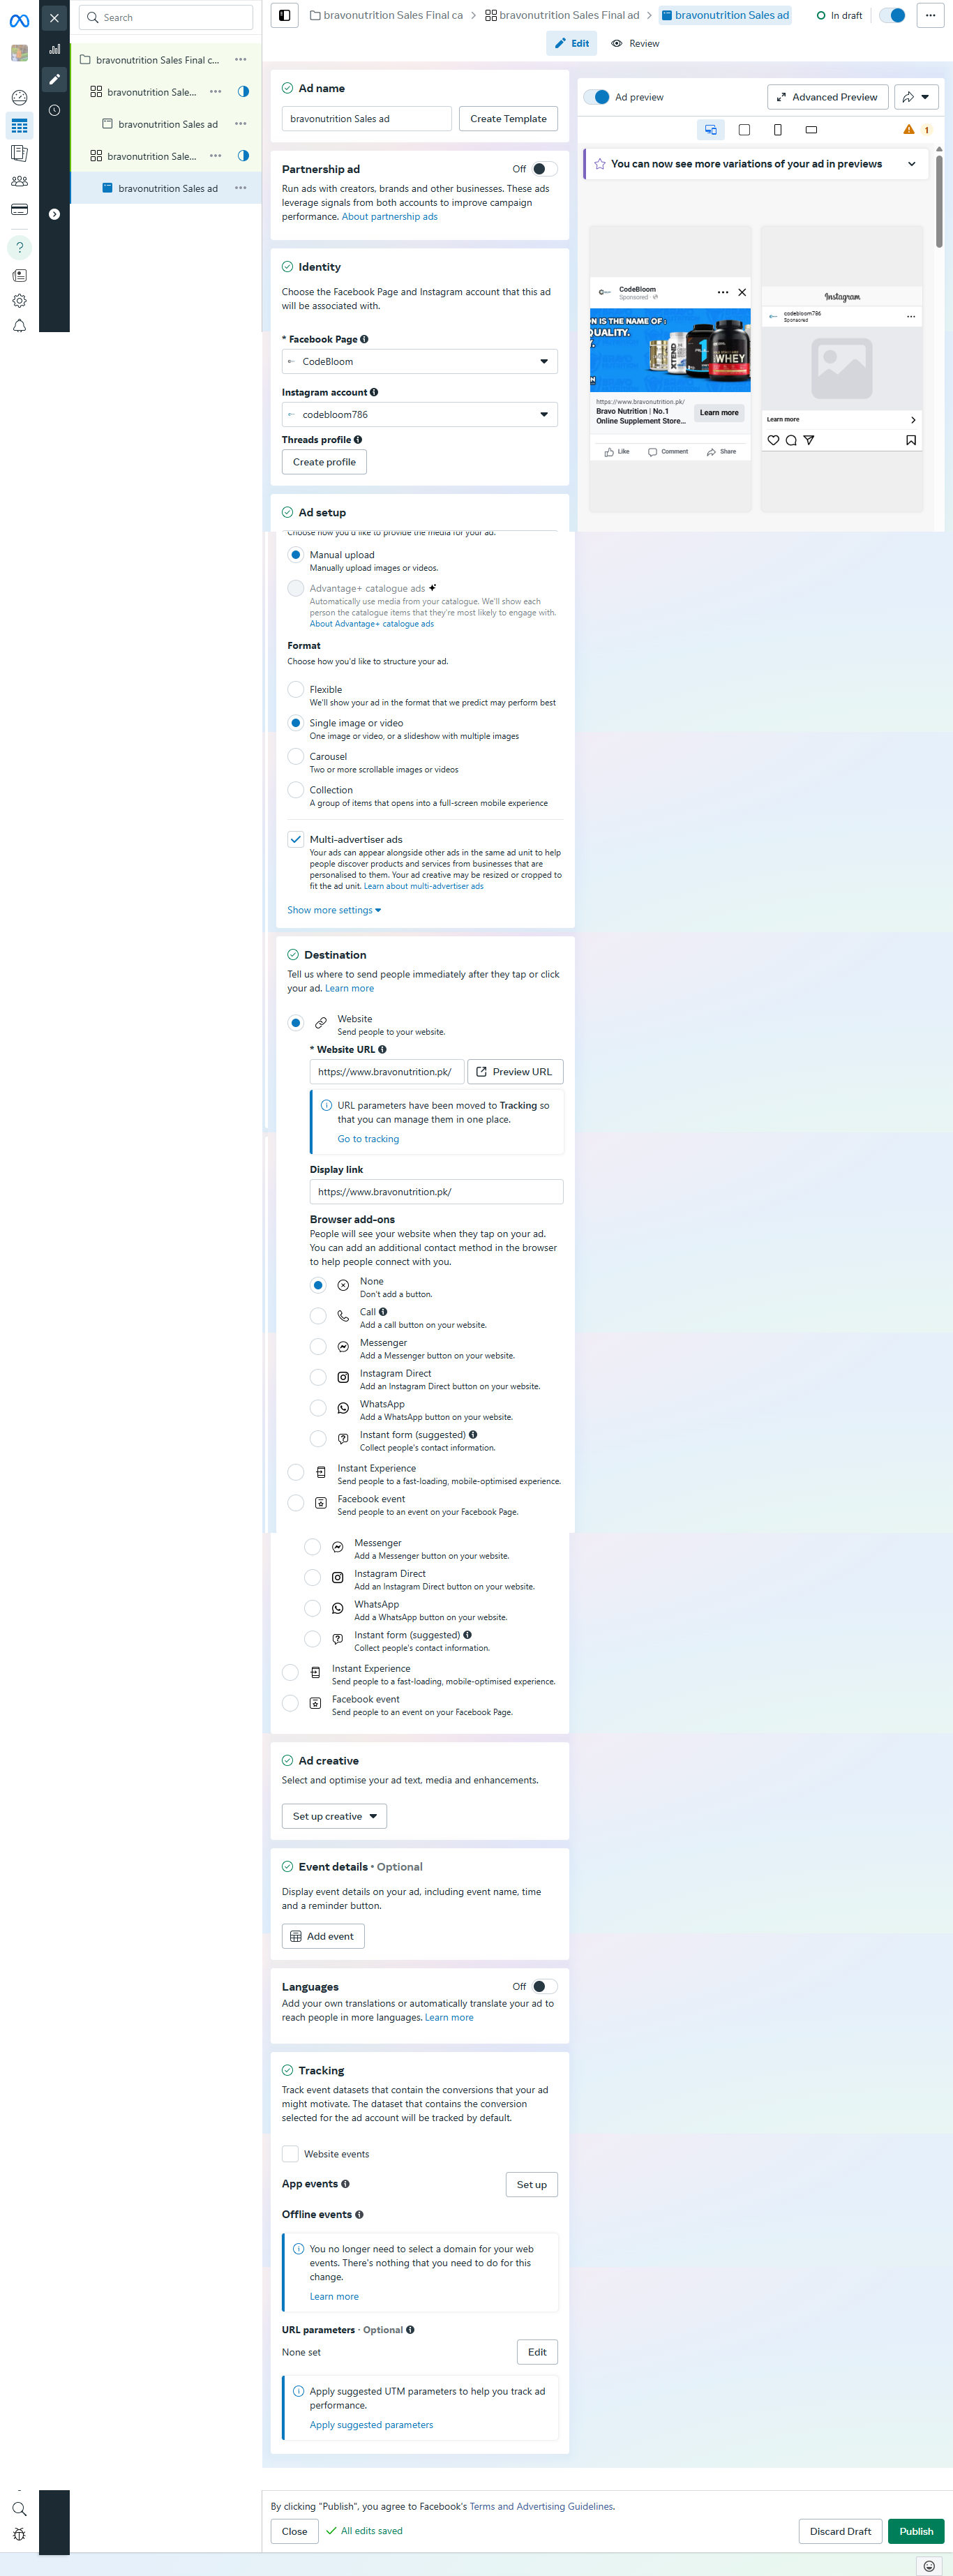 Search
bravonutrition Sales Final c...
bravonutrition Sale...
bravonutrition Sales ad
bravonutrition Sale...
bravonutrition Sales ad
bravonutrition Sales Final ca
bravonutrition Sales Final ad
bravonutrition Sales ad
In draft
Edit
Review
Ad name
bravonutrition Sales ad
Create Template
Partnership ad
Off
Run ads with creators, brands and other businesses. These ads
leverage signals from both accounts to improve campaign
performance. About partnership ads
Identity
Choose the Facebook Page and Instagram account that this ad
will be associated with.
* Facebook Page
CodeBloom
Instagram account
codebloom786
Threads profile
Create profile
Ad preview
Advanced Preview
1
You can now see more variations of your ad in previews
CodeBloom
Sponsored
N IS THE NAME OF :
QUALITY.
XTEND
WHEY
https://www.bravonutrition.pk/
Bravo Nutrition | No.1
Online Supplement Store...
Learn more
Like
Comment
Share
Instagram
codebloom786
Sponsored
Learn more
Ad setup
Choose how you'd like to provide the media for your ad.
Manual upload
Manually upload images or videos.
Advantage+ catalogue ads
Automatically use media from your catalogue. We'll show each
person the catalogue items that they're most likely to engage with.
About Advantage+ catalogue ads
Format
Choose how you'd like to structure your ad.
Flexible
We'll show your ad in the format that we predict may perform best
Single image or video
One image or video, or a slideshow with multiple images
Carousel
Two or more scrollable images or videos
Collection
A group of items that opens into a full-screen mobile experience
Multi-advertiser ads
Your ads can appear alongside other ads in the same ad unit to help
people discover products and services from businesses that are
personalised to them. Your ad creative may be resized or cropped to
fit the ad unit. Learn about multi-advertiser ads
Show more settings
Destination
Tell us where to send people immediately after they tap or click
your ad. Learn more
Website
Send people to your website.
* Website URL
https://www.bravonutrition.pk/
Preview URL
URL parameters have been moved to Tracking so
that you can manage them in one place.
Go to tracking
Display link
https://www.bravonutrition.pk/
Browser add-ons
People will see your website when they tap on your ad.
You can add an additional contact method in the browser
to help people connect with you.
None
Don't add a button.
Call
Add a call button on your website.
Messenger
Add a Messenger button on your website.
Instagram Direct
Add an Instagram Direct button on your website.
WhatsApp
Add a WhatsApp button on your website.
Instant form (suggested)
Collect people's contact information.
Instant Experience
Send people to a fast-loading, mobile-optimised experience.
Facebook event
Send people to an event on your Facebook Page.
Messenger
Add a Messenger button on your website.
Instagram Direct
Add an Instagram Direct button on your website.
WhatsApp
Add a WhatsApp button on your website.
Instant form (suggested)
Collect people's contact information.
Instant Experience
Send people to a fast-loading, mobile-optimised experience.
Facebook event
Send people to an event on your Facebook Page.
Ad creative
Select and optimise your ad text, media and enhancements.
Set up creative
Event details • Optional
Display event details on your ad, including event name, time
and a reminder button.
Add event
Languages
Off
Add your own translations or automatically translate your ad to
reach people in more languages. Learn more
Tracking
Track event datasets that contain the conversions that your ad
might motivate. The dataset that contains the conversion
selected for the ad account will be tracked by default.
Website events
App events
Set up
Offline events
You no longer need to select a domain for your web
events. There's nothing that you need to do for this
change.
Learn more
URL parameters · Optional
None set
Edit
Apply suggested UTM parameters to help you track ad
performance.
Apply suggested parameters
By clicking "Publish", you agree to Facebook's Terms and Advertising Guidelines.
Close
All edits saved
Discard Draft
Publish